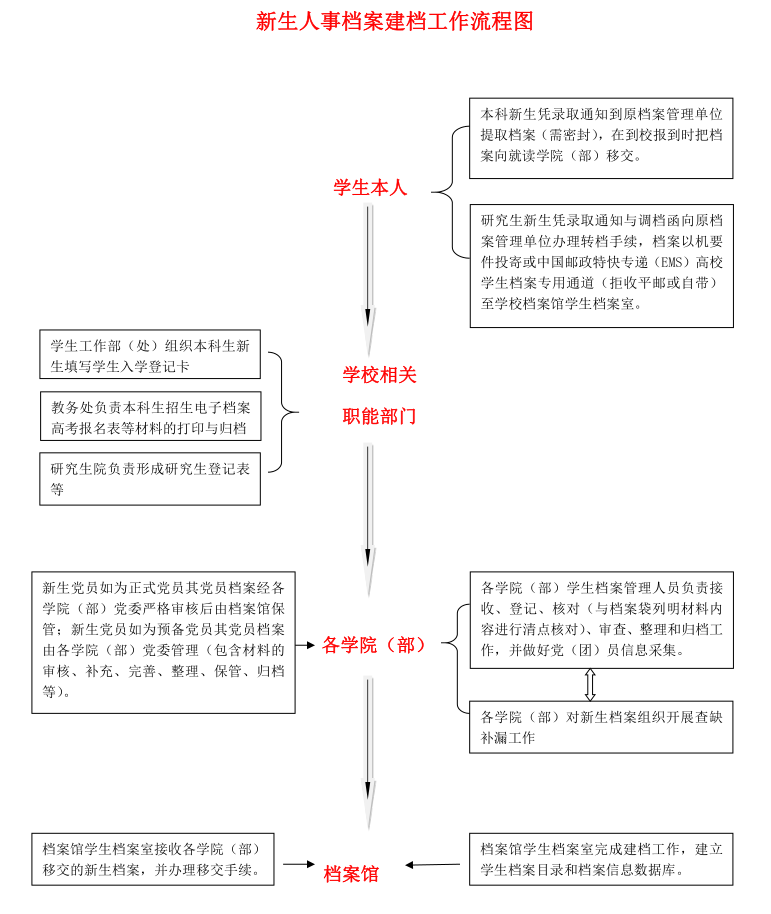 新生人事档案建档工作流程图
本科新生凭录取通知到原档案管理单位
提取档案（需密封），在到校报到时把档
案向就读学院（部）移交。
学生本人
研究生新生凭录取通知与调档函向原档
案管理单位办理转档手续，档案以机要
件投寄或中国邮政特快专递（EMS）高校
学生档案专用通道（拒收平邮或自带）
至学校档案馆学生档案室。
学生工作部（处）组织本科生新
生填写学生入学登记卡
教务处负责本科生招生电子档案
高考报名表等材料的打印与归档
研究生院负责形成研究生登记表
等
学校相关
职能部门
新生党员如为正式党员其党员档案经各
学院（部）党委严格审核后由档案馆保
管；新生党员如为预备党员其党员档案
由各学院（部）党委管理（包含材料的
审核、补充、完善、整理、保管、归档
等）。
各学院（部）
各学院（部）学生档案管理人员负责接
收、登记、核对（与档案袋列明材料内
容进行清点核对）、审查、整理和归档工
作，并做好党（团）员信息采集。
各学院（部）对新生档案组织开展查缺
补漏工作
档案馆学生档案室接收各学院（部）
移交的新生档案，并办理移交手续。
档案馆
档案馆学生档案室完成建档工作，建立
学生档案目录和档案信息数据库。